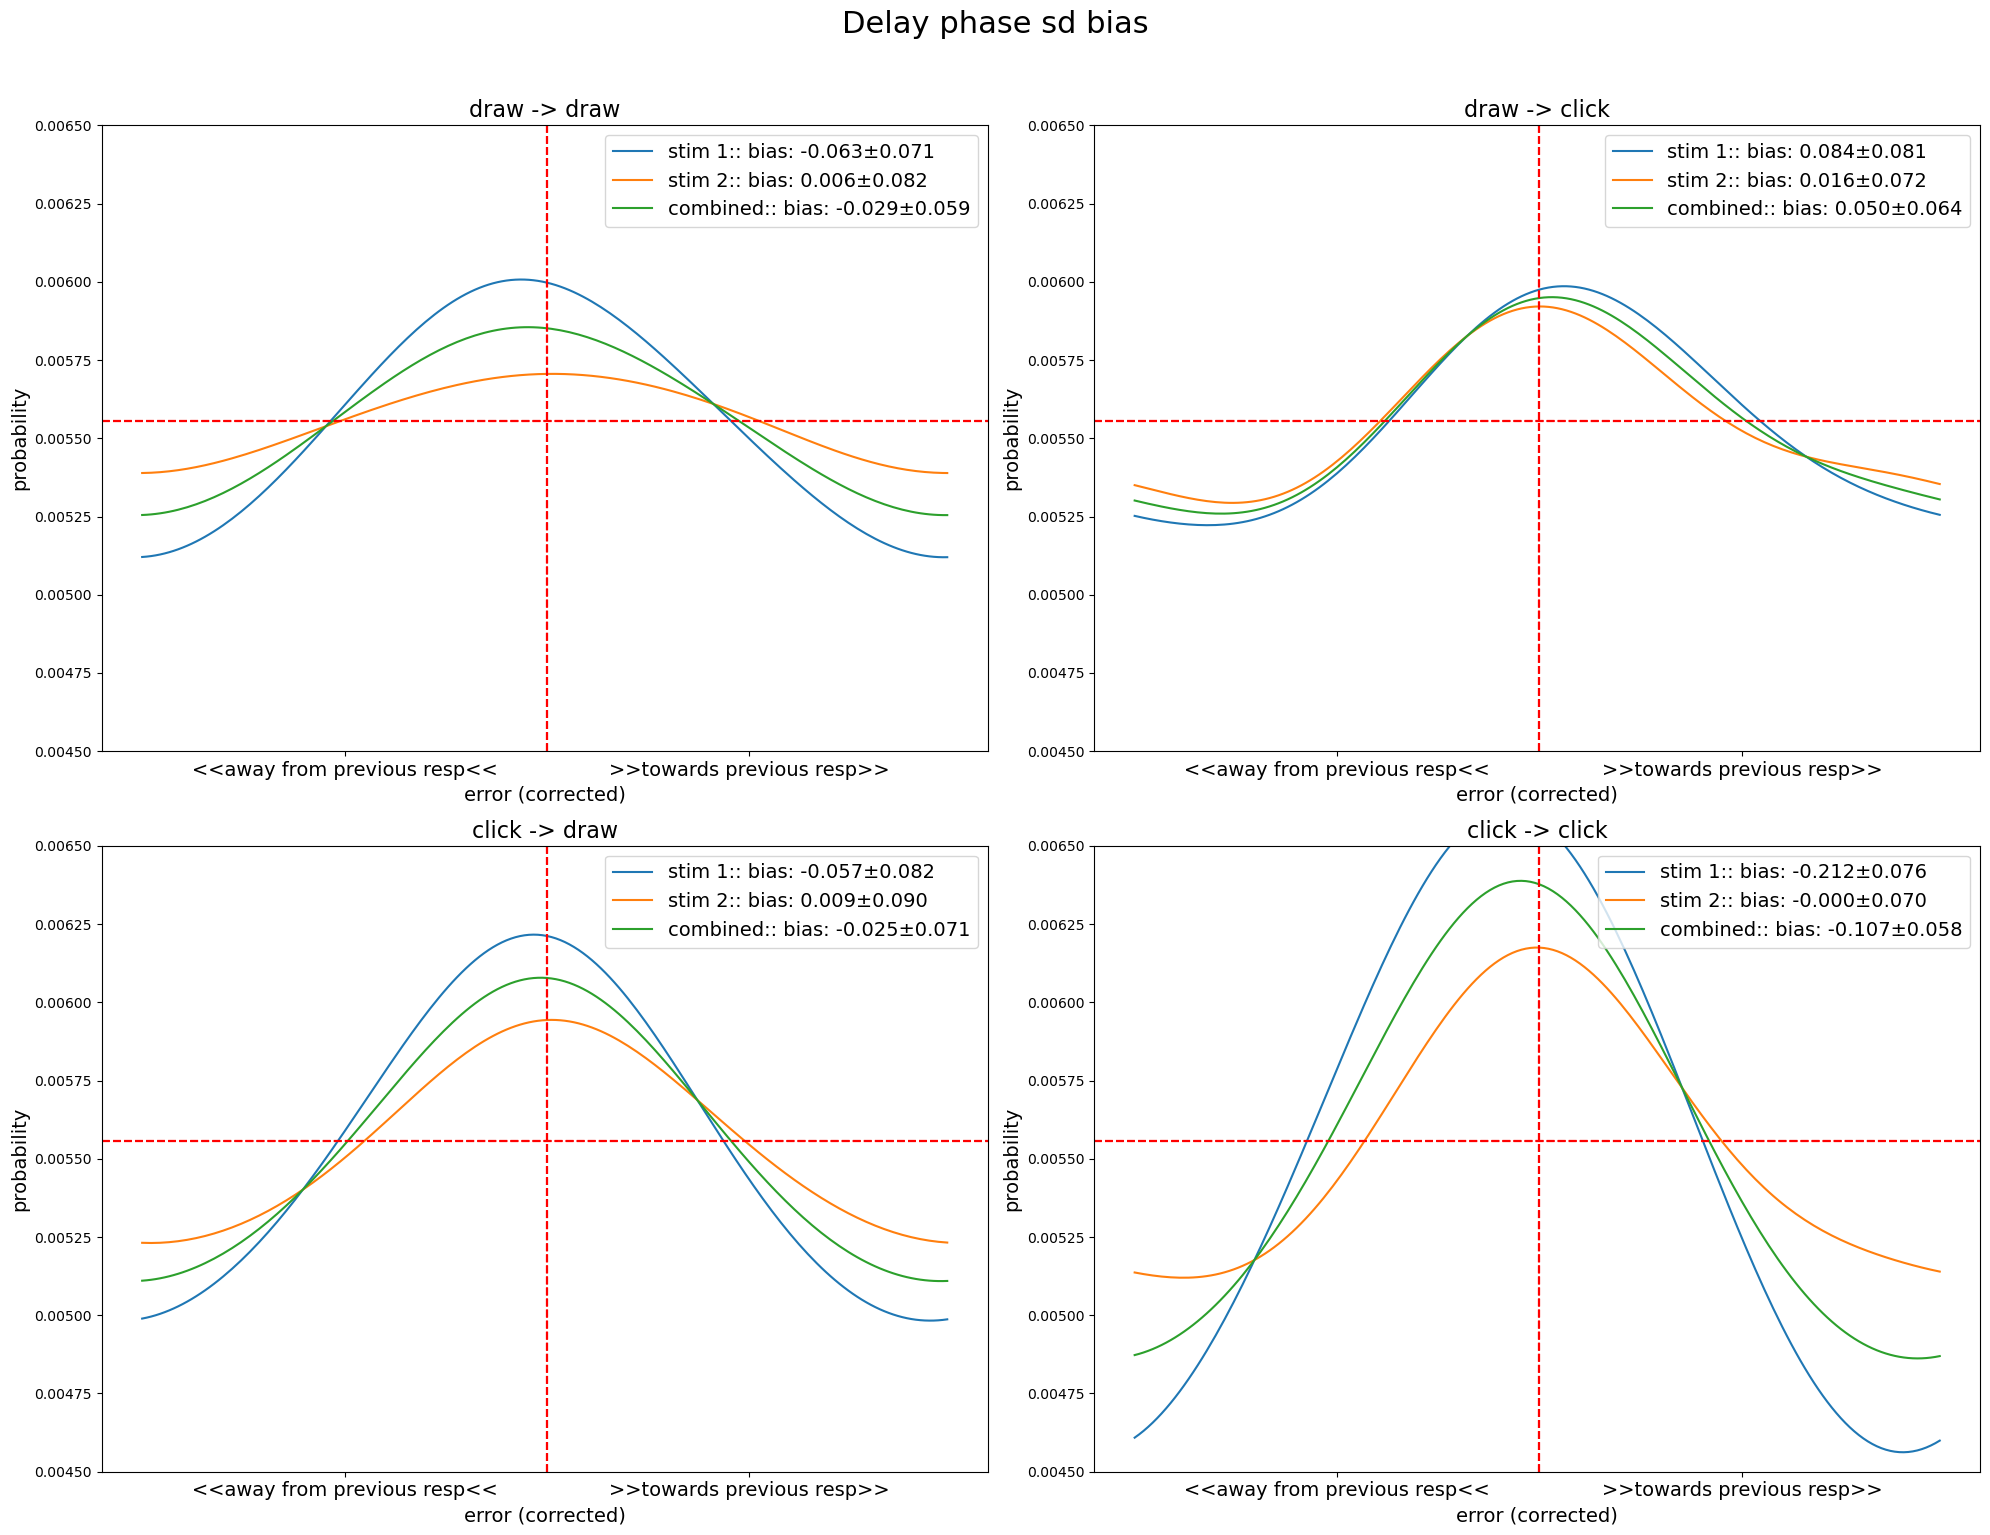 Delay phase sd bias
draw -> draw
0.00650
0.00625
0.00600
0.00575
0.00550
0.00525
0.00500
0.00475
0.00450
probability
stim 1:: bias: -0.063±0.071
stim 2:: bias: 0.006±0.082
combined:: bias: -0.029±0.059
<<away from previous resp<<
>>towards previous resp>>
error (corrected)
draw -> click
0.00650
0.00625
0.00600
0.00575
0.00550
0.00525
0.00500
0.00475
0.00450
probability
stim 1:: bias: 0.084±0.081
stim 2:: bias: 0.016±0.072
combined:: bias: 0.050±0.064
<<away from previous resp<<
>>towards previous resp>>
error (corrected)
click -> draw
0.00650
0.00625
0.00600
0.00575
0.00550
0.00525
0.00500
0.00475
0.00450
probability
stim 1:: bias: -0.057±0.082
stim 2:: bias: 0.009±0.090
combined:: bias: -0.025±0.071
<<away from previous resp<<
>>towards previous resp>>
error (corrected)
click -> click
0.00650
0.00625
0.00600
0.00575
0.00550
0.00525
0.00500
0.00475
0.00450
probability
stim 1:: bias: -0.212±0.076
stim 2:: bias: -0.000±0.070
combined:: bias: -0.107±0.058
<<away from previous resp<<
>>towards previous resp>>
error (corrected)